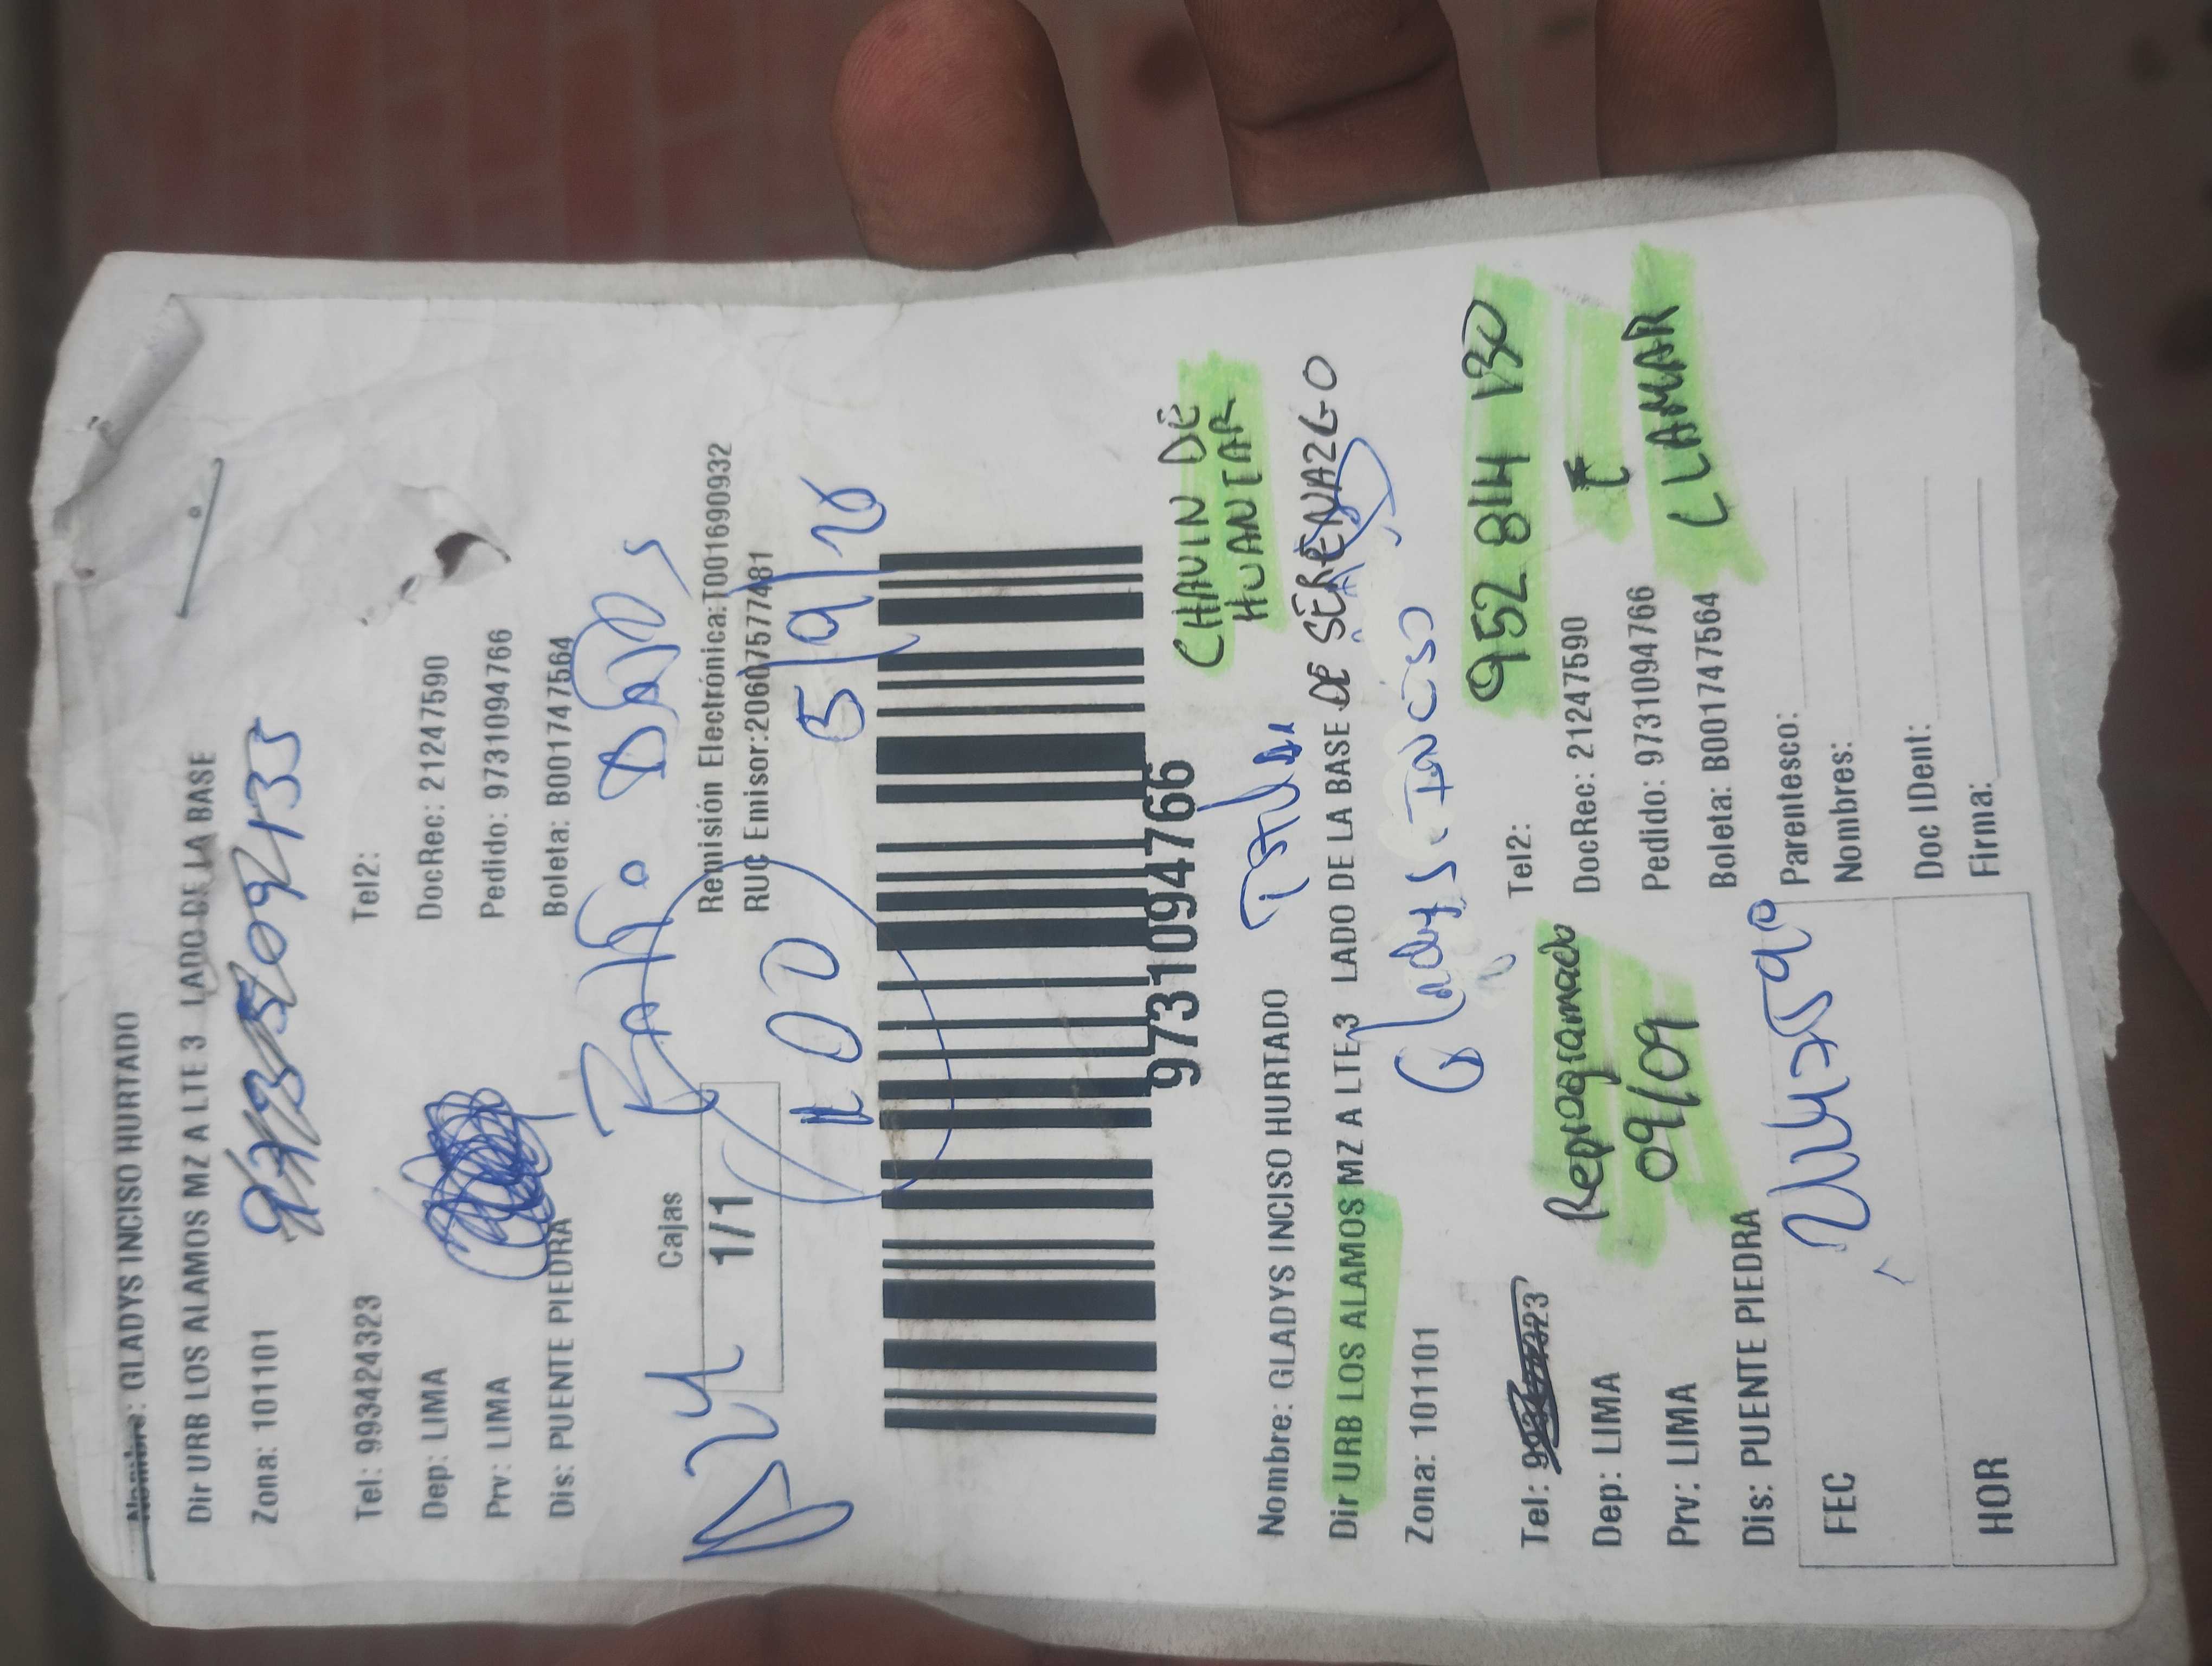 Nombre: GLADYS INCISO HURTADO
Dir URB LOS ALAMOS MZ A LTE 3 LADO DE LA BASE
Zona: 101101
Tel: 993424323 Tel2:
Dep: LIMA DocRec: 21247590
Prv: LIMA Pedido: 9731094766
Dis: PUENTE PIEDRA Boleta: B001747564
Cajas
1/1
Remisión Electrónica:T001690932
RUC Emisor:20607577481
5/9/
9731094766
CHAVIN DE
HUANTAR
Nombre: GLADYS INCISO HURTADO
Dir URB LOS ALAMOS MZ A LTE 3 LADO DE LA BASE DE SERENAZGO
Gladys INCISO
Zona: 101101
952 814 130
Tel: Tel2:
Dep: LIMA DocRec: 21247590
Reprogramado
09/09
LLAMAR
Prv: LIMA Pedido: 9731094766
Dis: PUENTE PIEDRA Boleta: B001747564
FEC
HOR
Parentesco:
Nombres:
Doc IDent:
Firma: